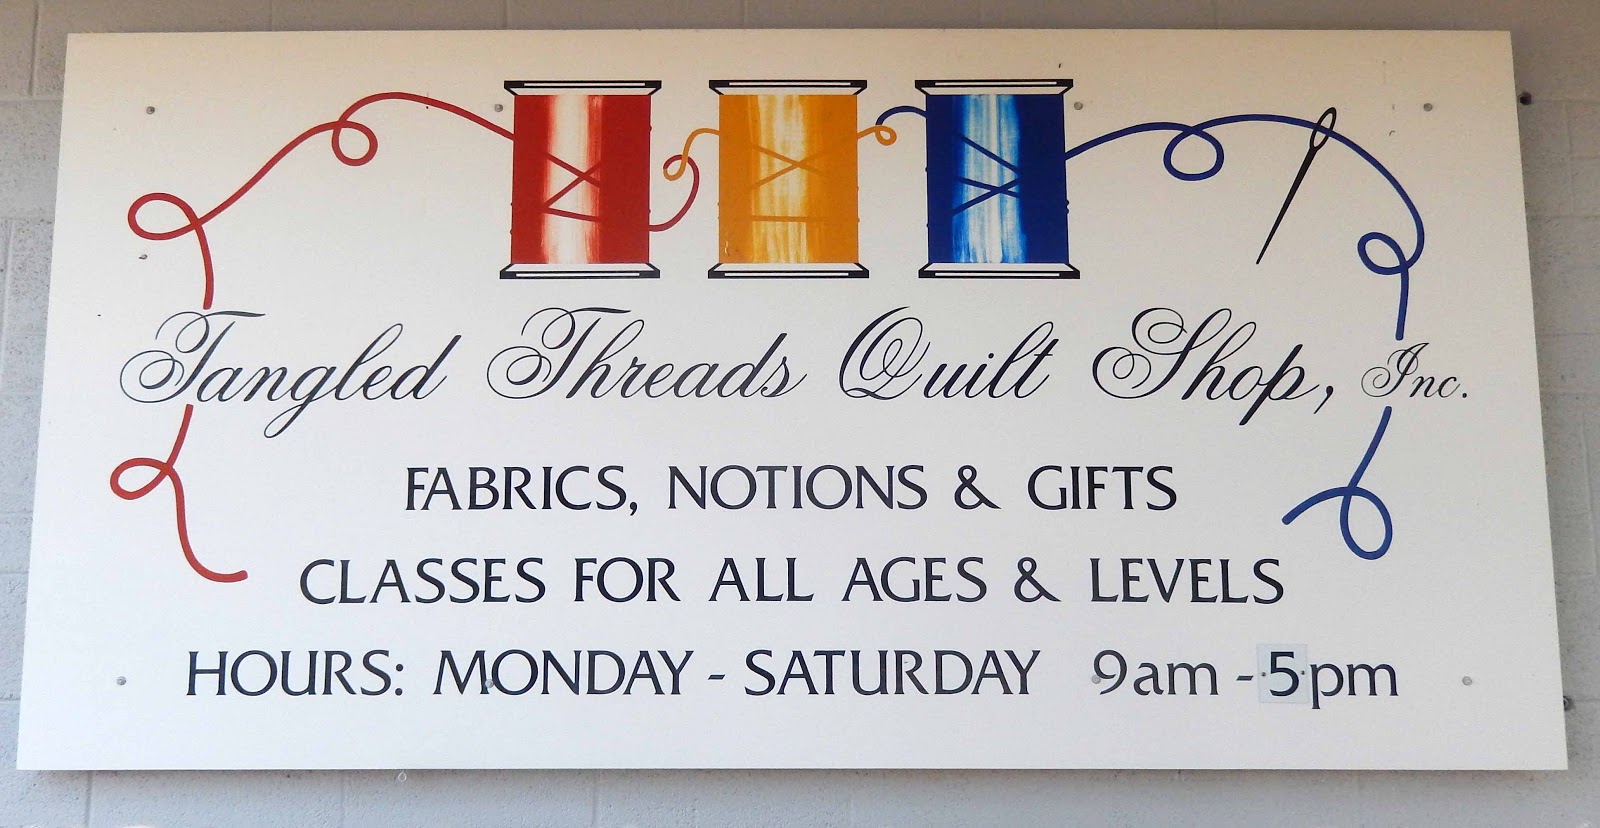 Tangled Threads Quilt Shop, Inc.
FABRICS, NOTIONS & GIFTS
CLASSES FOR ALL AGES & LEVELS
HOURS: MONDAY - SATURDAY 9am - 5pm